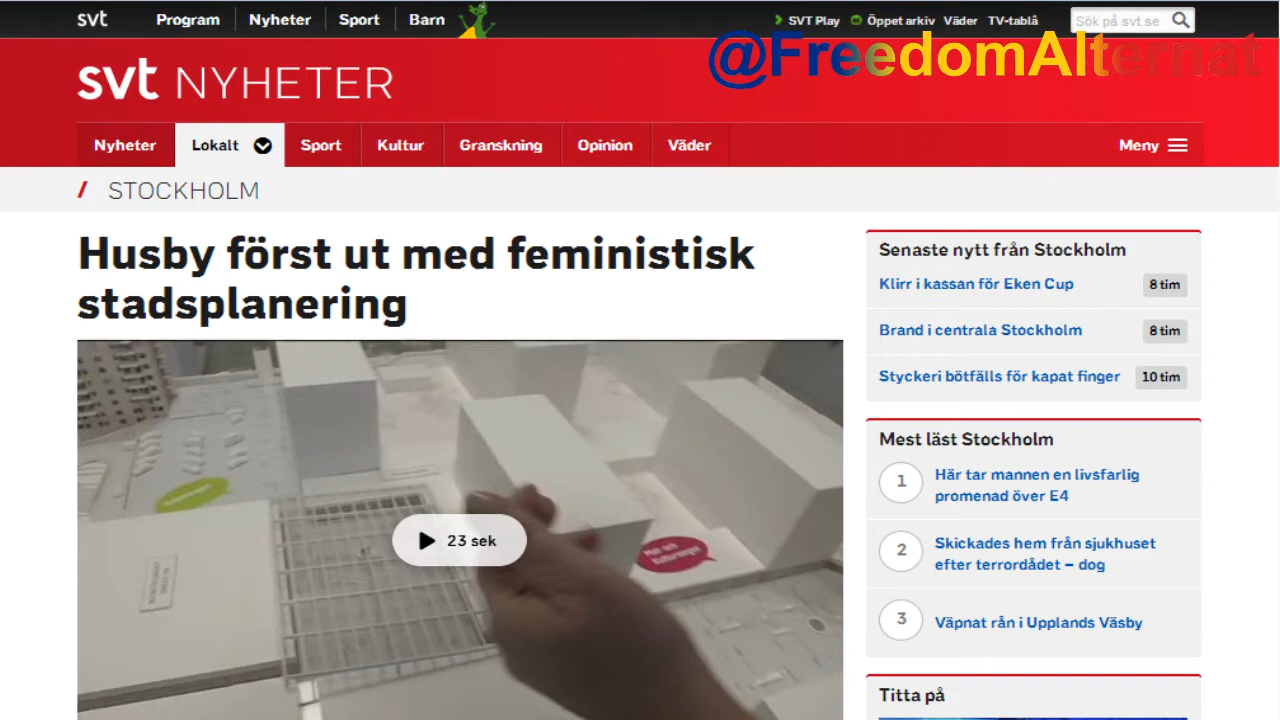 svt Program Nyheter Sport Barn SVT Play Öppet arkiv Väder TV-tablå Sök på svt.se
@FreedomAlternat
svt NYHETER
Nyheter Lokalt Sport Kultur Granskning Opinion Väder Meny
/ STOCKHOLM
Husby först ut med feministisk
stadsplanering
23 sek
Senaste nytt från Stockholm
Klirr i kassan för Eken Cup 8 tim
Brand i centrala Stockholm 8 tim
Styckeri bötfälls för kapat finger 10 tim
Mest läst Stockholm
1 Här tar mannen en livsfarlig
promenad över E4
2 Skickades hem från sjukhuset
efter terrordådet – dog
3 Väpnat rån i Upplands Väsby
Titta på